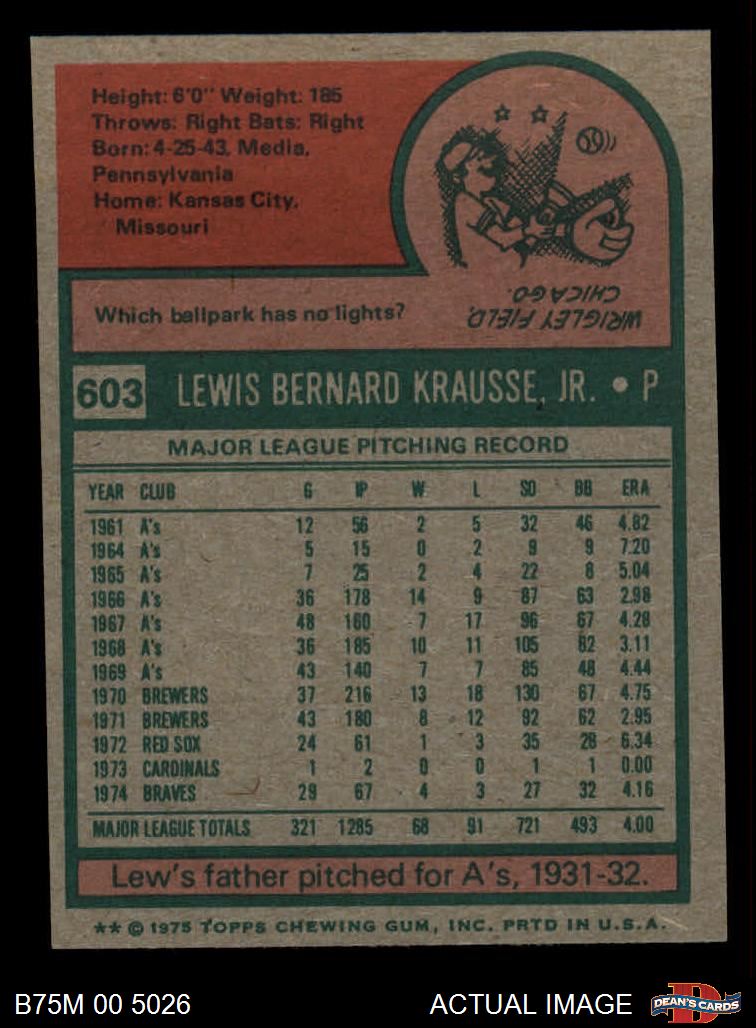 Height: 6'0" Weight: 185
Throws: Right Bats: Right
Born: 4-25-43, Media,
Pennsylvania
Home: Kansas City,
Missouri
Which ballpark has no lights?
WRIGLEY FIELD,
CHICAGO.
603 LEWIS BERNARD KRAUSSE, JR. • P
MAJOR LEAGUE PITCHING RECORD
YEAR CLUB G IP W L SO BB ERA
1961 A's 12 56 2 5 32 46 4.82
1964 A's 5 15 0 2 9 9 7.20
1965 A's 7 25 2 4 22 8 5.04
1966 A's 36 178 14 9 87 63 2.98
1967 A's 48 160 7 17 96 67 4.28
1968 A's 36 185 10 11 105 62 3.11
1969 A's 43 140 7 7 85 48 4.44
1970 BREWERS 37 216 13 18 130 67 4.75
1971 BREWERS 43 180 8 12 92 62 2.95
1972 RED SOX 24 61 1 3 35 28 6.34
1973 CARDINALS 1 2 0 0 1 1 0.00
1974 BRAVES 29 67 4 3 27 32 4.16
MAJOR LEAGUE TOTALS 321 1285 68 91 721 493 4.00
Lew's father pitched for A's, 1931-32.
** © 1975 TOPPS CHEWING GUM, INC. PRTD IN U.S.A.
B75M 00 5026 ACTUAL IMAGE
D
DEAN'S CARDS